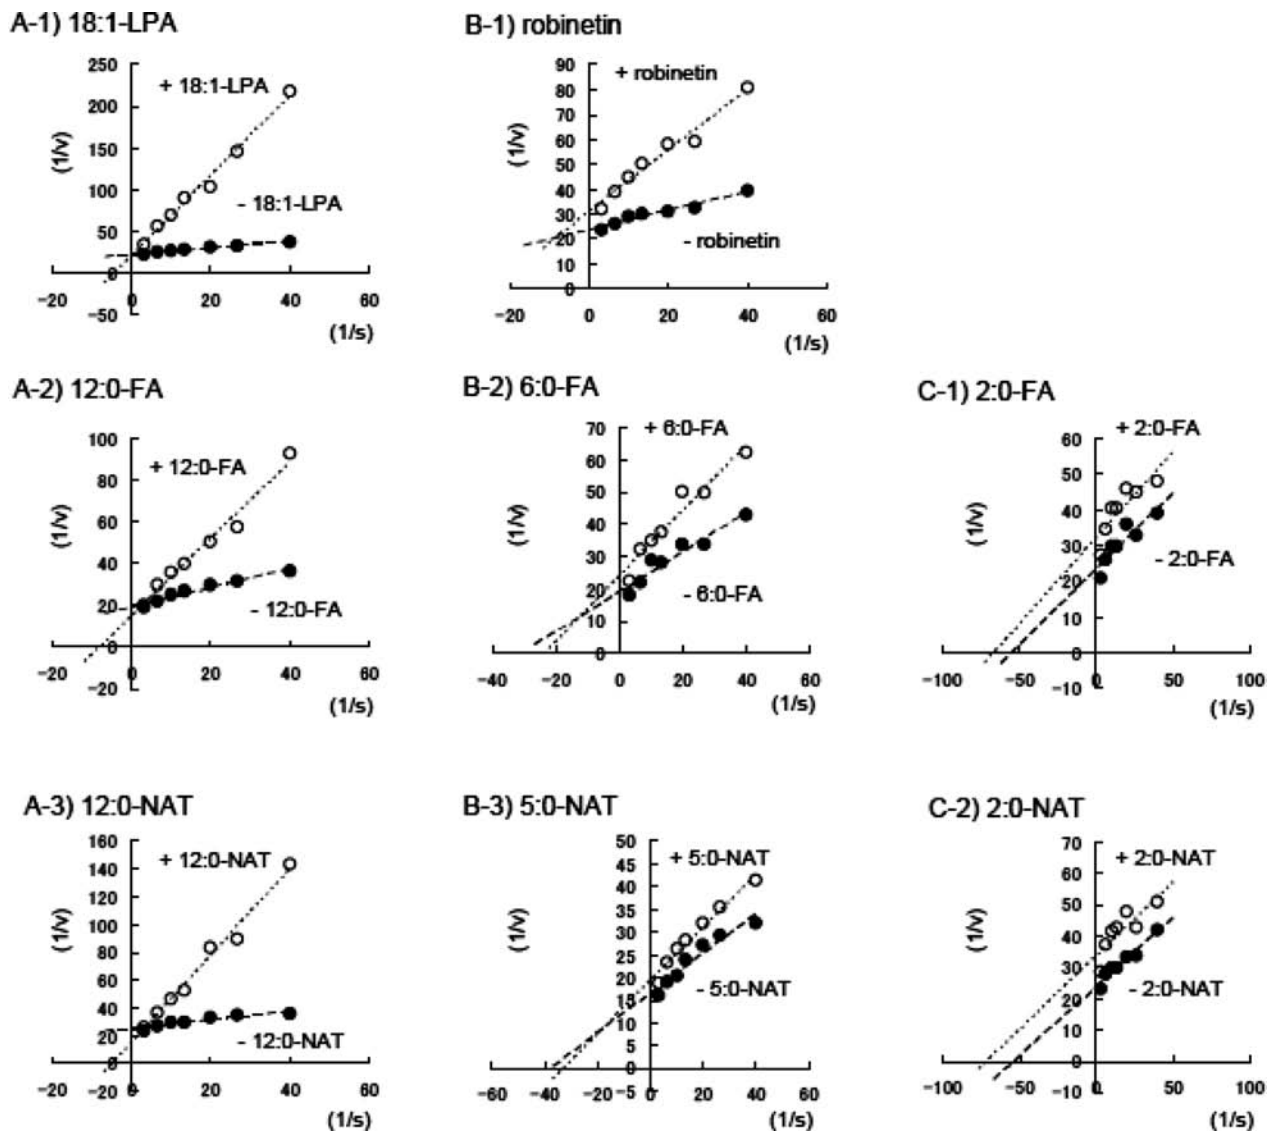 A-1) 18:1-LPA
250
200
150
100
50
0
-50
-20 0 20 40 60
(1/v)
(1/s)
+ 18:1-LPA
- 18:1-LPA
B-1) robinetin
90
80
70
60
50
40
30
20
10
0
-20 0 20 40 60
(1/v)
(1/s)
+ robinetin
- robinetin
A-2) 12:0-FA
100
80
60
40
20
0
-20
-20 0 20 40 60
(1/v)
(1/s)
+ 12:0-FA
- 12:0-FA
B-2) 6:0-FA
70
60
50
40
30
20
10
0
-40 -20 0 20 40 60
(1/v)
(1/s)
+ 6:0-FA
- 6:0-FA
C-1) 2:0-FA
60
50
40
30
20
10
0
-10
-100 -50 0 50 100
(1/v)
(1/s)
+ 2:0-FA
- 2:0-FA
A-3) 12:0-NAT
160
140
120
100
80
60
40
20
0
-20
-20 0 20 40 60
(1/v)
(1/s)
+ 12:0-NAT
- 12:0-NAT
B-3) 5:0-NAT
50
45
40
35
30
25
20
15
10
5
0
-5
-60 -40 -20 0 20 40 60
(1/v)
(1/s)
+ 5:0-NAT
- 5:0-NAT
C-2) 2:0-NAT
70
60
50
40
30
20
10
0
-10
-100 -50 0 50 100
(1/v)
(1/s)
+ 2:0-NAT
- 2:0-NAT